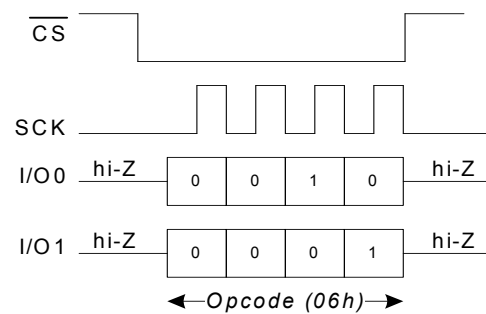 CS
SCK
I/O0 hi-Z 0 0 1 0 hi-Z
I/O1 hi-Z 0 0 0 1 hi-Z
Opcode (06h)